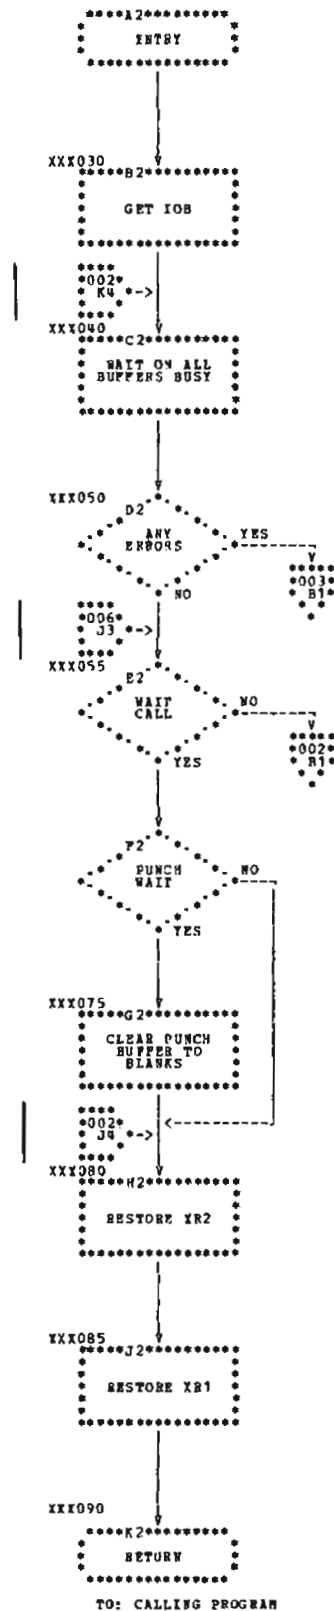 A2
ENTRY
XXX030
B2
GET IOB
002
K4
XXX040
C2
WAIT ON ALL
BUFFERS BUSY
XXX050
D2
ANY
ERRORS
YES
003
B1
NO
006
J3
XXX055
E2
WAIT
CALL
NO
002
B1
YES
F2
PUNCH
WAIT
NO
YES
XXX075
G2
CLEAR PUNCH
BUFFER TO
BLANKS
002
J4
XXX080
H2
RESTORE XR2
XXX085
J2
RESTORE XR1
XXX090
K2
RETURN
TO: CALLING PROGRAM